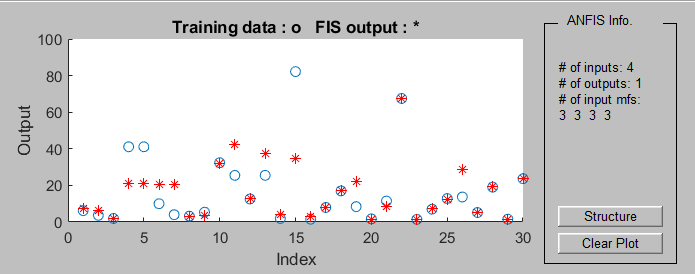 Training data : o   FIS output : *
ANFIS Info.
100
80
60
40
20
0
Output
0 5 10 15 20 25 30
Index
# of inputs: 4
# of outputs: 1
# of input mfs:
3 3 3 3
Structure
Clear Plot